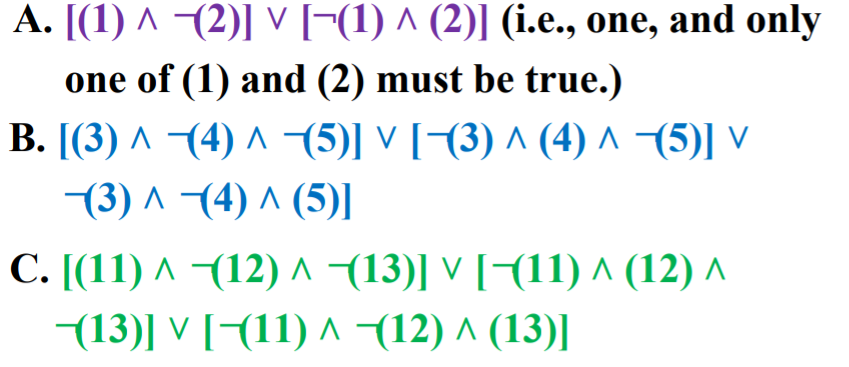 A. [(1) ∧ ¬(2)] ∨ [¬(1) ∧ (2)] (i.e., one, and only
one of (1) and (2) must be true.)
B. [(3) ∧ ¬(4) ∧ ¬(5)] ∨ [¬(3) ∧ (4) ∧ ¬(5)] ∨
¬(3) ∧ ¬(4) ∧ (5)]
C. [(11) ∧ ¬(12) ∧ ¬(13)] ∨ [¬(11) ∧ (12) ∧
¬(13)] ∨ [¬(11) ∧ ¬(12) ∧ (13)]